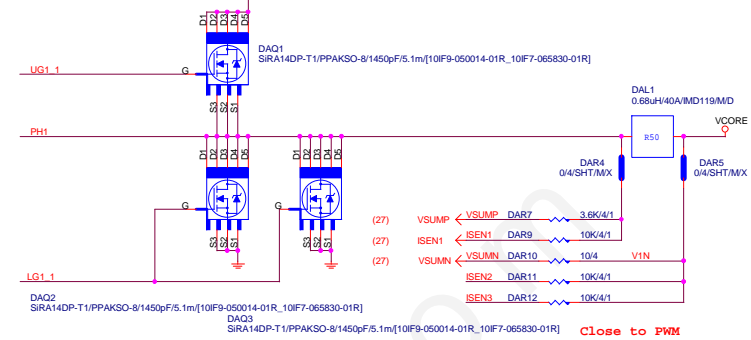 D1 D2 D3 D4 D5
DAQ1
SiRA14DP-T1/PPAKSO-8/1450pF/5.1m/[10IF9-050014-01R_10IF7-065830-01R]
UG1_1
G
S3 S2 S1
DAL1
0.68uH/40A/IMD119/M/D
VCORE
PH1
R50
D1 D2 D3 D4 D5
D1 D2 D3 D4 D5
DAR4
0/4/SHT/M/X
DAR5
0/4/SHT/M/X
G
G
(27) VSUMP VSUMP DAR7 3.6K/4/1
(27) ISEN1 ISEN1 DAR9 10K/4/1
S3 S2 S1
S3 S2 S1
(27) VSUMN VSUMN DAR10 10/4 V1N
LG1_1
ISEN2 DAR11 10K/4/1
ISEN3 DAR12 10K/4/1
DAQ2
SiRA14DP-T1/PPAKSO-8/1450pF/5.1m/[10IF9-050014-01R_10IF7-065830-01R]
DAQ3
SiRA14DP-T1/PPAKSO-8/1450pF/5.1m/[10IF9-050014-01R_10IF7-065830-01R]
Close to PWM